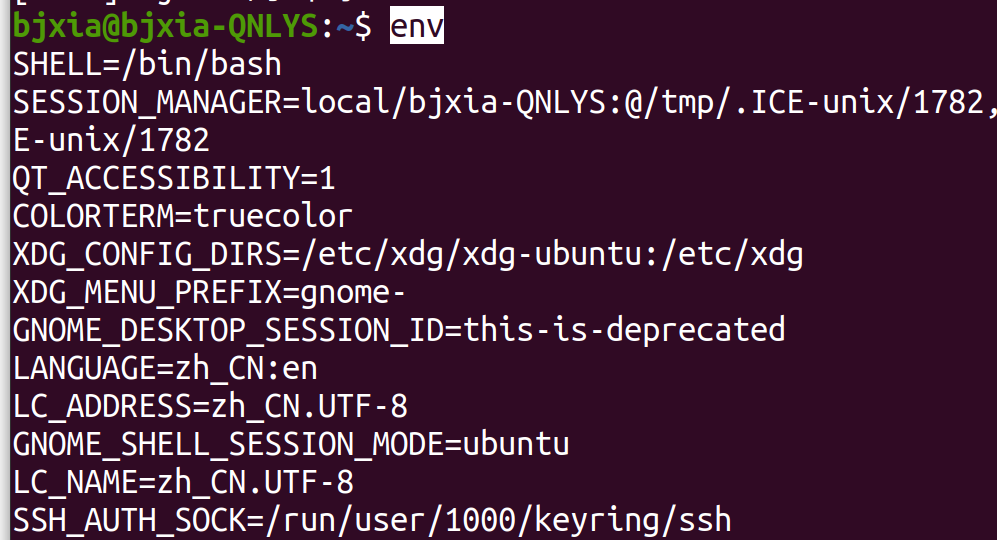 bjxia@bjxia-QNLYS:~$ env
SHELL=/bin/bash
SESSION_MANAGER=local/bjxia-QNLYS:@/tmp/.ICE-unix/1782,
E-unix/1782
QT_ACCESSIBILITY=1
COLORTERM=truecolor
XDG_CONFIG_DIRS=/etc/xdg/xdg-ubuntu:/etc/xdg
XDG_MENU_PREFIX=gnome-
GNOME_DESKTOP_SESSION_ID=this-is-deprecated
LANGUAGE=zh_CN:en
LC_ADDRESS=zh_CN.UTF-8
GNOME_SHELL_SESSION_MODE=ubuntu
LC_NAME=zh_CN.UTF-8
SSH_AUTH_SOCK=/run/user/1000/keyring/ssh